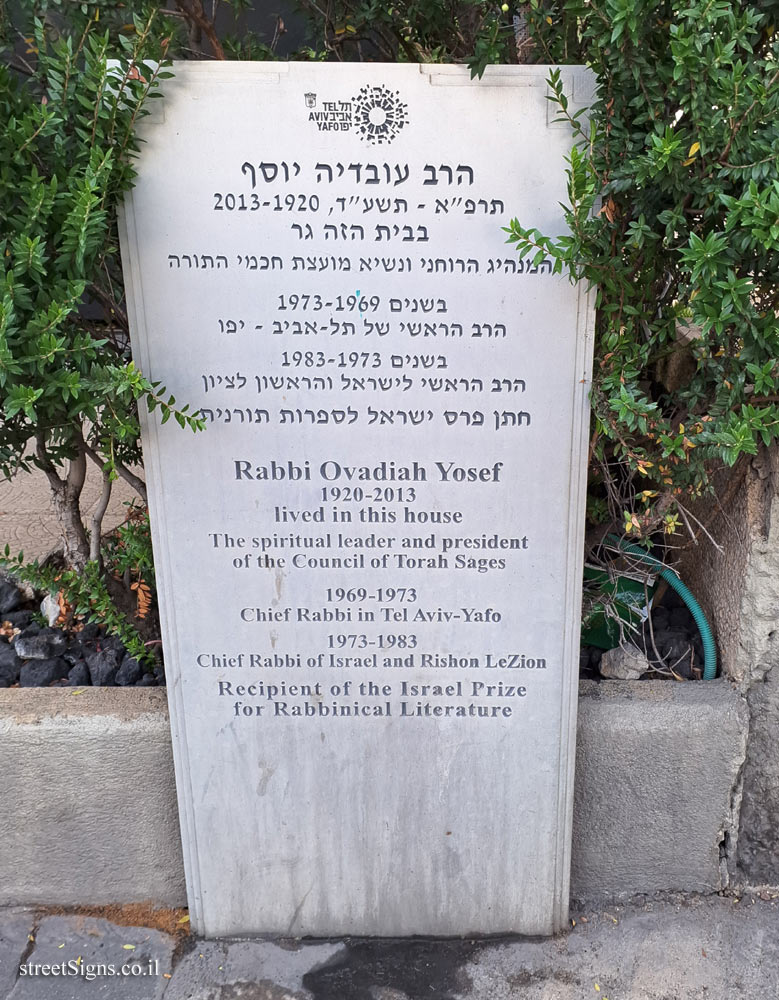 TEL תל
AVIV אביב
YAFO יפו
הרב עובדיה יוסף
תרפ״א - תשע״ד, 2013-1920
בבית הזה גר
המנהיג הרוחני ונשיא מועצת חכמי התורה
בשנים 1973-1969
הרב הראשי של תל-אביב - יפו
בשנים 1983-1973
הרב הראשי לישראל והראשון לציון
חתן פרס ישראל לספרות תורנית
Rabbi Ovadiah Yosef
1920-2013
lived in this house
The spiritual leader and president
of the Council of Torah Sages
1969-1973
Chief Rabbi in Tel Aviv-Yafo
1973-1983
Chief Rabbi of Israel and Rishon LeZion
Recipient of the Israel Prize
for Rabbinical Literature
streetSigns.co.il